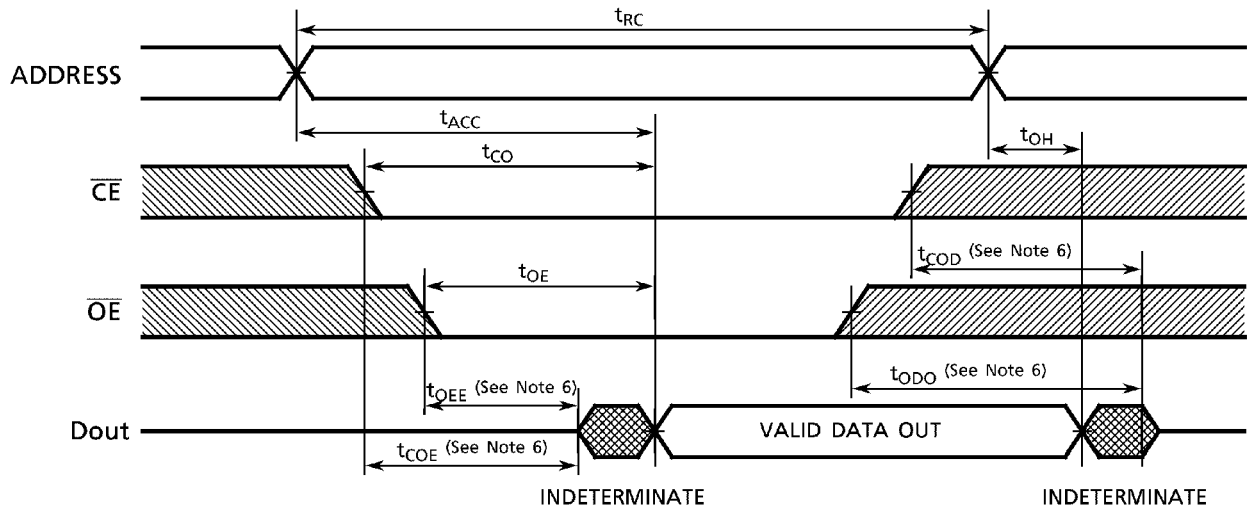 tRC
ADDRESS
tACC
tOH
tCO
CE
tCOD (See Note 6)
tOE
OE
tODO (See Note 6)
tOEE (See Note 6)
Dout
VALID DATA OUT
tCOE (See Note 6)
INDETERMINATE
INDETERMINATE